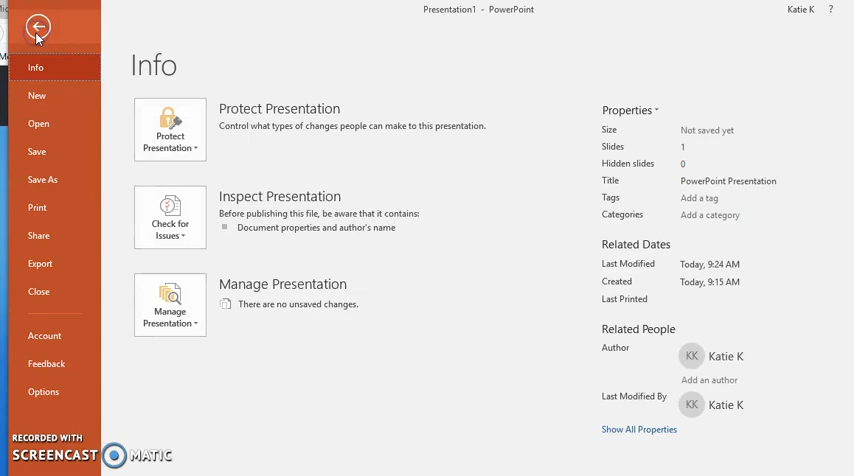 Presentation1 - PowerPoint
Katie K ?
Info
New
Open
Save
Save As
Print
Share
Export
Close
Account
Feedback
Options
RECORDED WITH
SCREENCAST MATIC
Info
Protect Presentation
Protect Presentation
Control what types of changes people can make to this presentation.
Check for Issues
Inspect Presentation
Before publishing this file, be aware that it contains:
Document properties and author's name
Manage Presentation
Manage Presentation
There are no unsaved changes.
Properties
Size Not saved yet
Slides 1
Hidden slides 0
Title PowerPoint Presentation
Tags Add a tag
Categories Add a category
Related Dates
Last Modified Today, 9:24 AM
Created Today, 9:15 AM
Last Printed
Related People
Author KK Katie K
Add an author
Last Modified By KK Katie K
Show All Properties